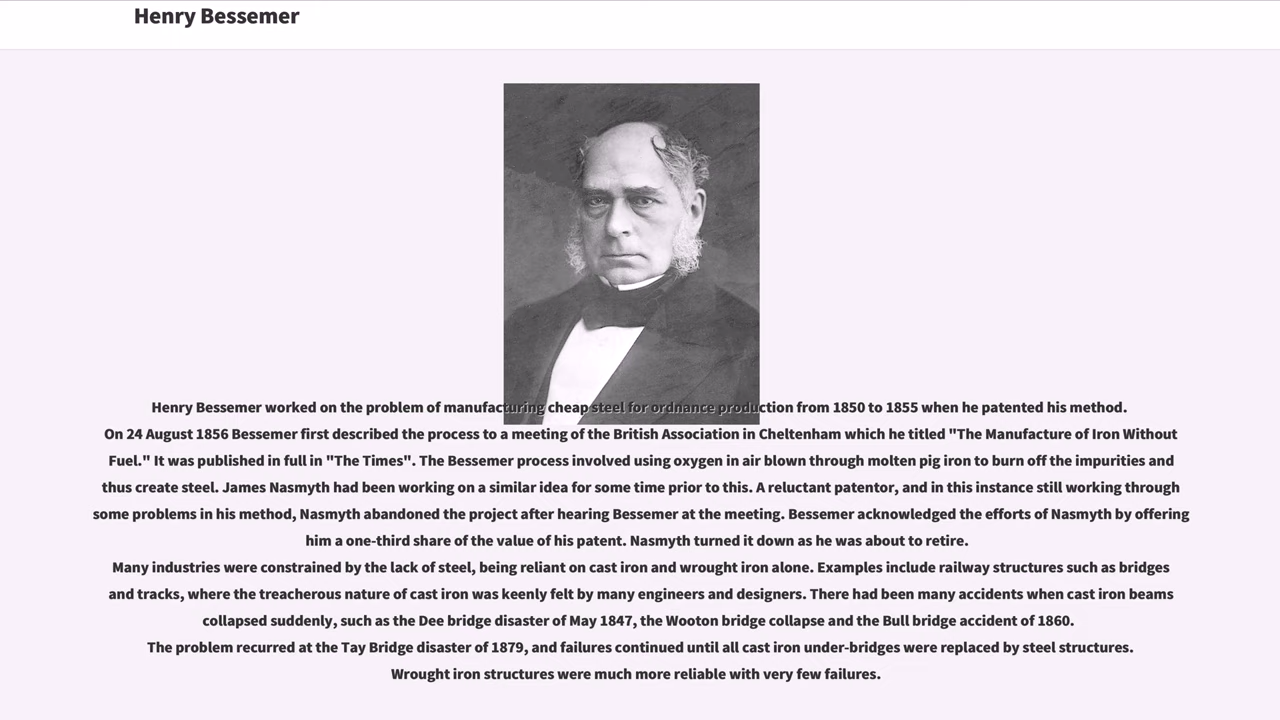 Henry Bessemer
Henry Bessemer worked on the problem of manufacturing cheap steel for ordnance production from 1850 to 1855 when he patented his method.
On 24 August 1856 Bessemer first described the process to a meeting of the British Association in Cheltenham which he titled "The Manufacture of Iron Without
Fuel." It was published in full in "The Times". The Bessemer process involved using oxygen in air blown through molten pig iron to burn off the impurities and
thus create steel. James Nasmyth had been working on a similar idea for some time prior to this. A reluctant patentor, and in this instance still working through
some problems in his method, Nasmyth abandoned the project after hearing Bessemer at the meeting. Bessemer acknowledged the efforts of Nasmyth by offering
him a one-third share of the value of his patent. Nasmyth turned it down as he was about to retire.
Many industries were constrained by the lack of steel, being reliant on cast iron and wrought iron alone. Examples include railway structures such as bridges
and tracks, where the treacherous nature of cast iron was keenly felt by many engineers and designers. There had been many accidents when cast iron beams
collapsed suddenly, such as the Dee bridge disaster of May 1847, the Wooton bridge collapse and the Bull bridge accident of 1860.
The problem recurred at the Tay Bridge disaster of 1879, and failures continued until all cast iron under-bridges were replaced by steel structures.
Wrought iron structures were much more reliable with very few failures.